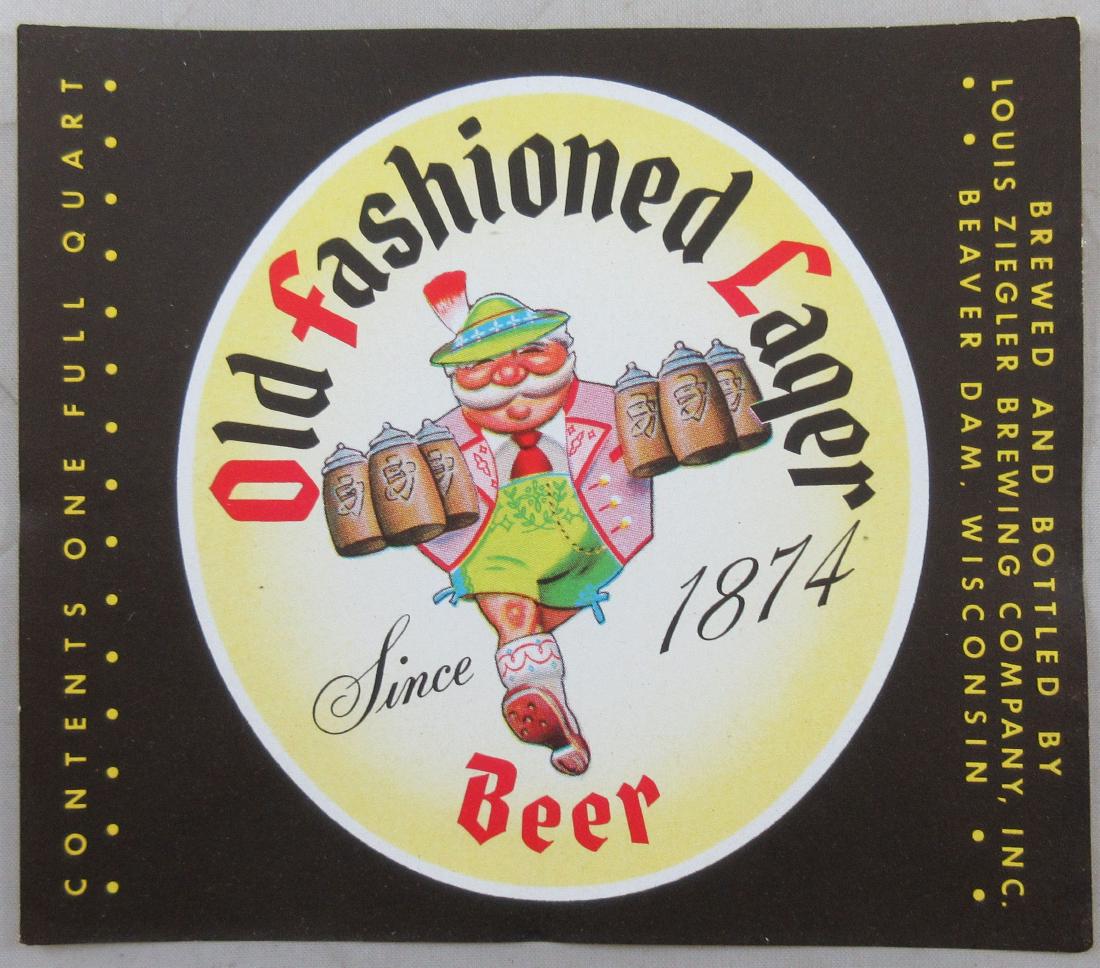 CONTENTS ONE FULL QUART
Old Fashioned Lager
Since 1874
Beer
BREWED AND BOTTLED BY
LOUIS ZIEGLER BREWING COMPANY, INC.
• • BEAVER DAM, WISCONSIN • •